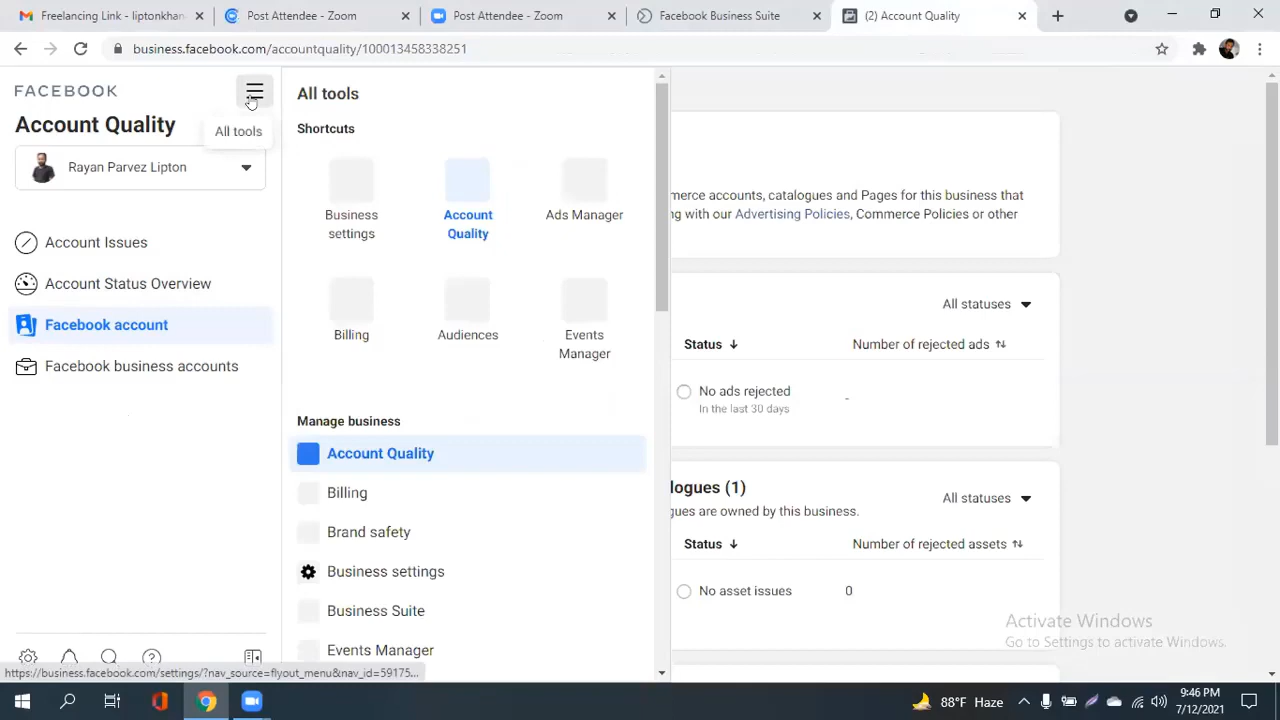 Freelancing Link - liptonkhan
Post Attendee - Zoom
Post Attendee - Zoom
Facebook Business Suite
(2) Account Quality
business.facebook.com/accountquality/100013458338251
FACEBOOK
Account Quality
All tools
Rayan Parvez Lipton
Account Issues
Account Status Overview
Facebook account
Facebook business accounts
All tools
Shortcuts
Business settings
Account Quality
Ads Manager
Billing
Audiences
Events Manager
Manage business
Account Quality
Billing
Brand safety
Business settings
Business Suite
Events Manager
merce accounts, catalogues and Pages for this business that
g with our Advertising Policies, Commerce Policies or other
All statuses
Status
Number of rejected ads
No ads rejected
-
In the last 30 days
logues (1)
All statuses
gues are owned by this business.
Status
Number of rejected assets
No asset issues
0
Activate Windows
Go to Settings to activate Windows.
https://business.facebook.com/settings/?nav_source=flyout_menu&nav_id=59175...
88°F Haze
9:46 PM
7/12/2021